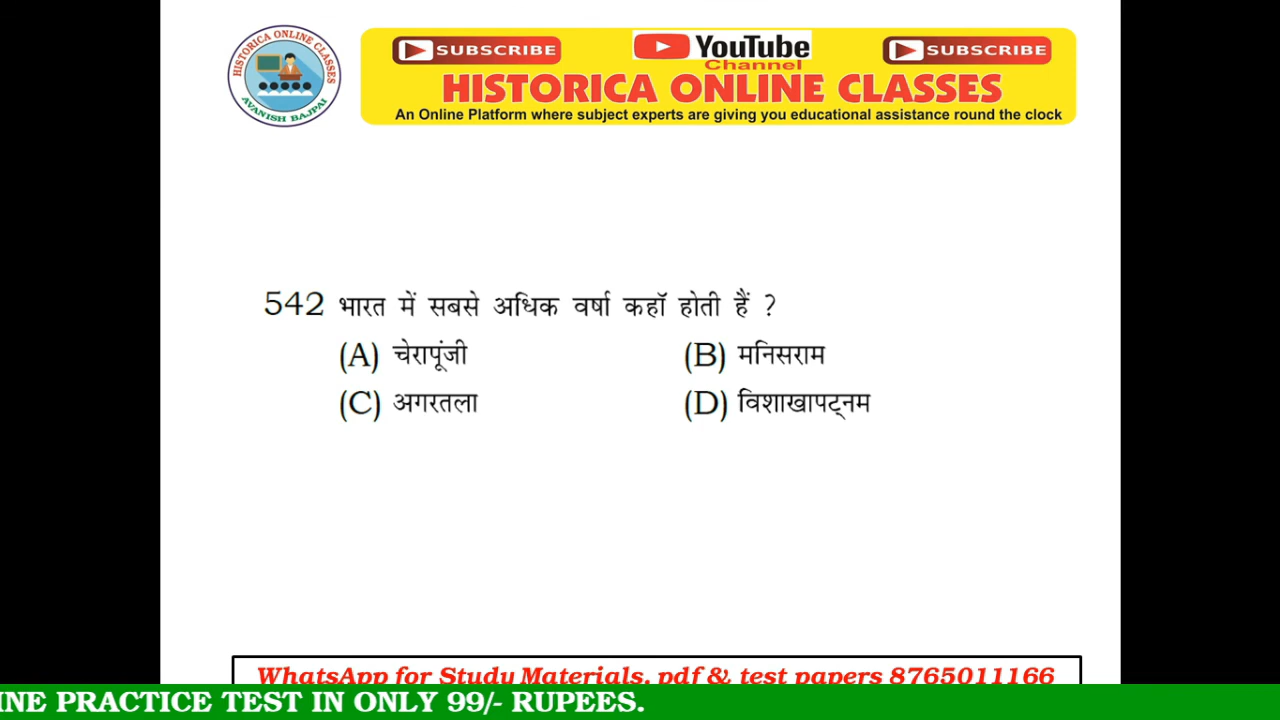 HISTORICA ONLINE CLASSES
AVANISH BAJPAI
SUBSCRIBE
YouTube
Channel
SUBSCRIBE
HISTORICA ONLINE CLASSES
An Online Platform where subject experts are giving you educational assistance round the clock
542 भारत में सबसे अधिक वर्षा कहॉ होती हैं ?
(A) चेरापूंजी (B) मनिसराम
(C) अगरतला (D) विशाखापट्नम
WhatsApp for Study Materials, pdf & test papers 8765011166
INE PRACTICE TEST IN ONLY 99/- RUPEES.